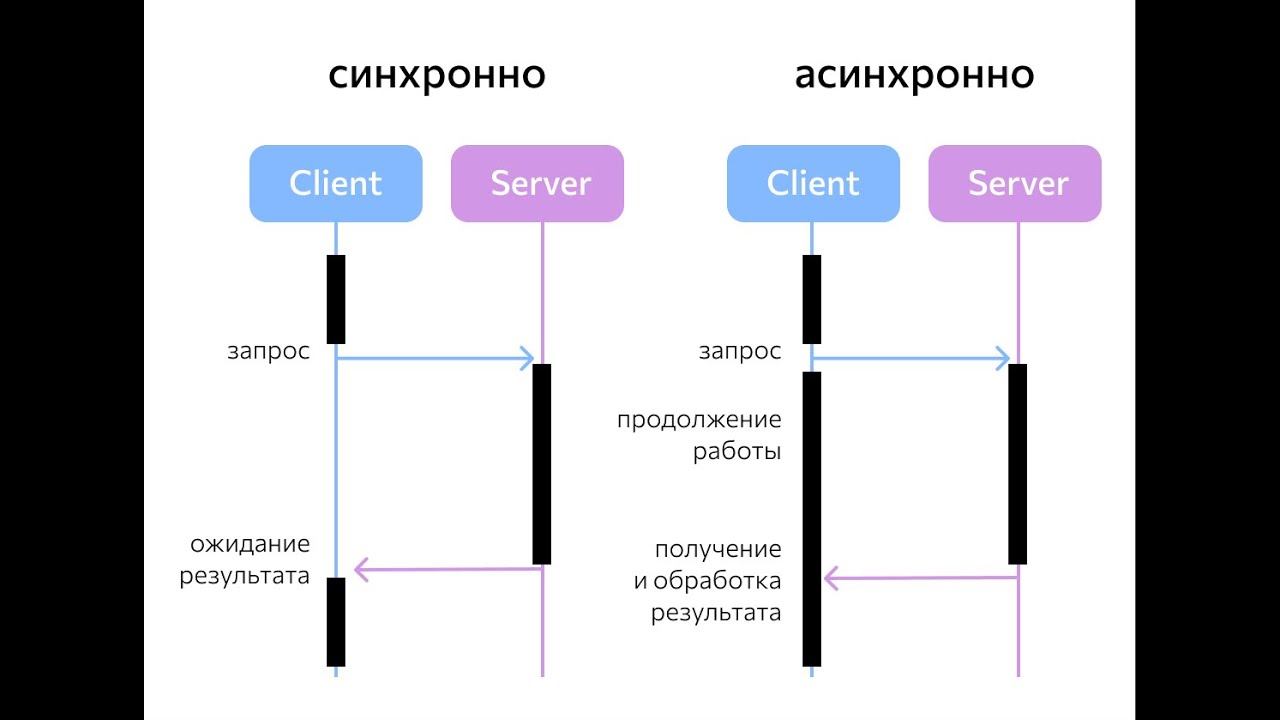 синхронно
Client
Server
запрос
ожидание
результата
асинхронно
Client
Server
запрос
продолжение
работы
получение
и обработка
результата